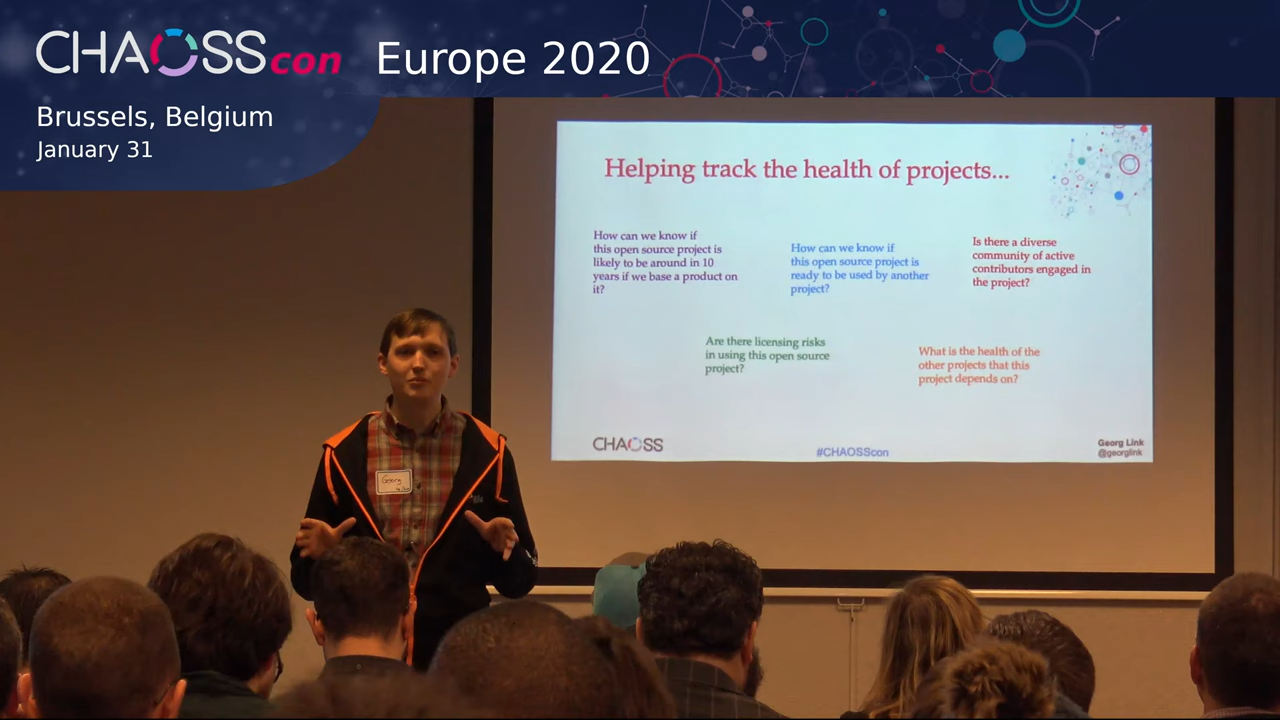 CHAOSScon Europe 2020
Brussels, Belgium
January 31
Helping track the health of projects...
How can we know if
this open source project is
likely to be around in 10
years if we base a product on
it?
How can we know if
this open source project is
ready to be used by another
project?
Is there a diverse
community of active
contributors engaged in
the project?
Are there licensing risks
in using this open source
project?
What is the health of the
other projects that this
project depends on?
CHAOSS
#CHAOSScon
Georg Link
@georglink
Georg